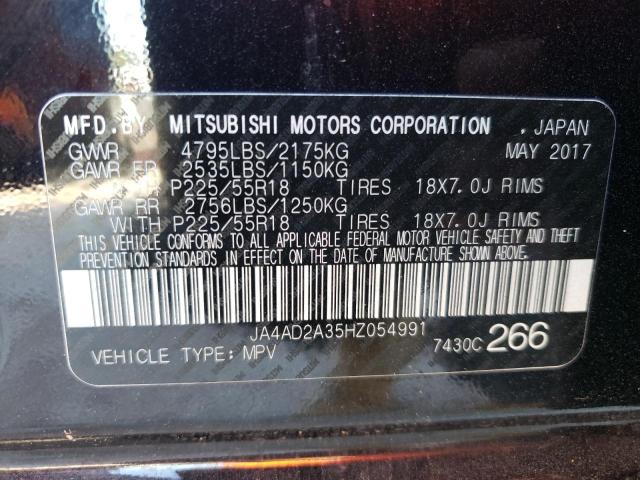 MFD.BY MITSUBISHI MOTORS CORPORATION , JAPAN
GVWR 4795LBS/2175KG MAY 2017
GAWR FR 2535LBS/1150KG
WITH P225/55R18 TIRES 18X7.0J RIMS
GAWR RR 2756LBS/1250KG
WITH P225/55R18 TIRES 18X7.0J RIMS
THIS VEHICLE CONFORMS TO ALL APPLICABLE FEDERAL MOTOR VEHICLE SAFETY AND THEFT
PREVENTION STANDARDS IN EFFECT ON THE DATE OF MANUFACTURE SHOWN ABOVE.
JA4AD2A35HZ054991
VEHICLE TYPE: MPV 7430C 266